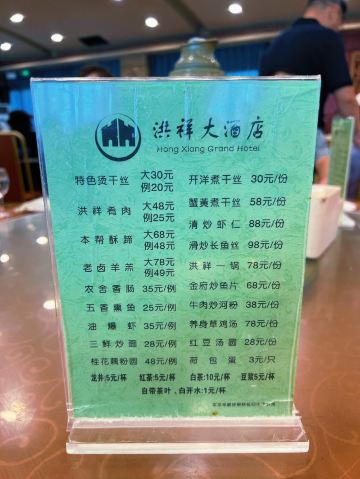 洪祥大酒店
Hong Xiang Grand Hotel
特色烫干丝 大30元 例20元
洪祥肴肉 大48元 例25元
本帮酥蹄 大68元 例48元
老卤羊羔 大78元 例49元
农舍香肠 35元/例
五香熏鱼 25元/例
油爆虾 35元/例
三鲜炒面 28元/例
桂花藕粉圆 48元/例
开洋煮干丝 30元/份
蟹黄煮干丝 58元/份
清炒虾仁 88元/份
滑炒长鱼丝 98元/份
洪祥一锅 78元/份
金府炒鱼片 68元/份
牛肉炒河粉 38元/份
养身草鸡汤 78元/份
红豆汤圆 28元/份
荷包蛋 3元/只
龙井:5元/杯 红茶:5元/杯 白茶:10元/杯 豆浆5元/杯
自带茶叶,白开水:1元/杯